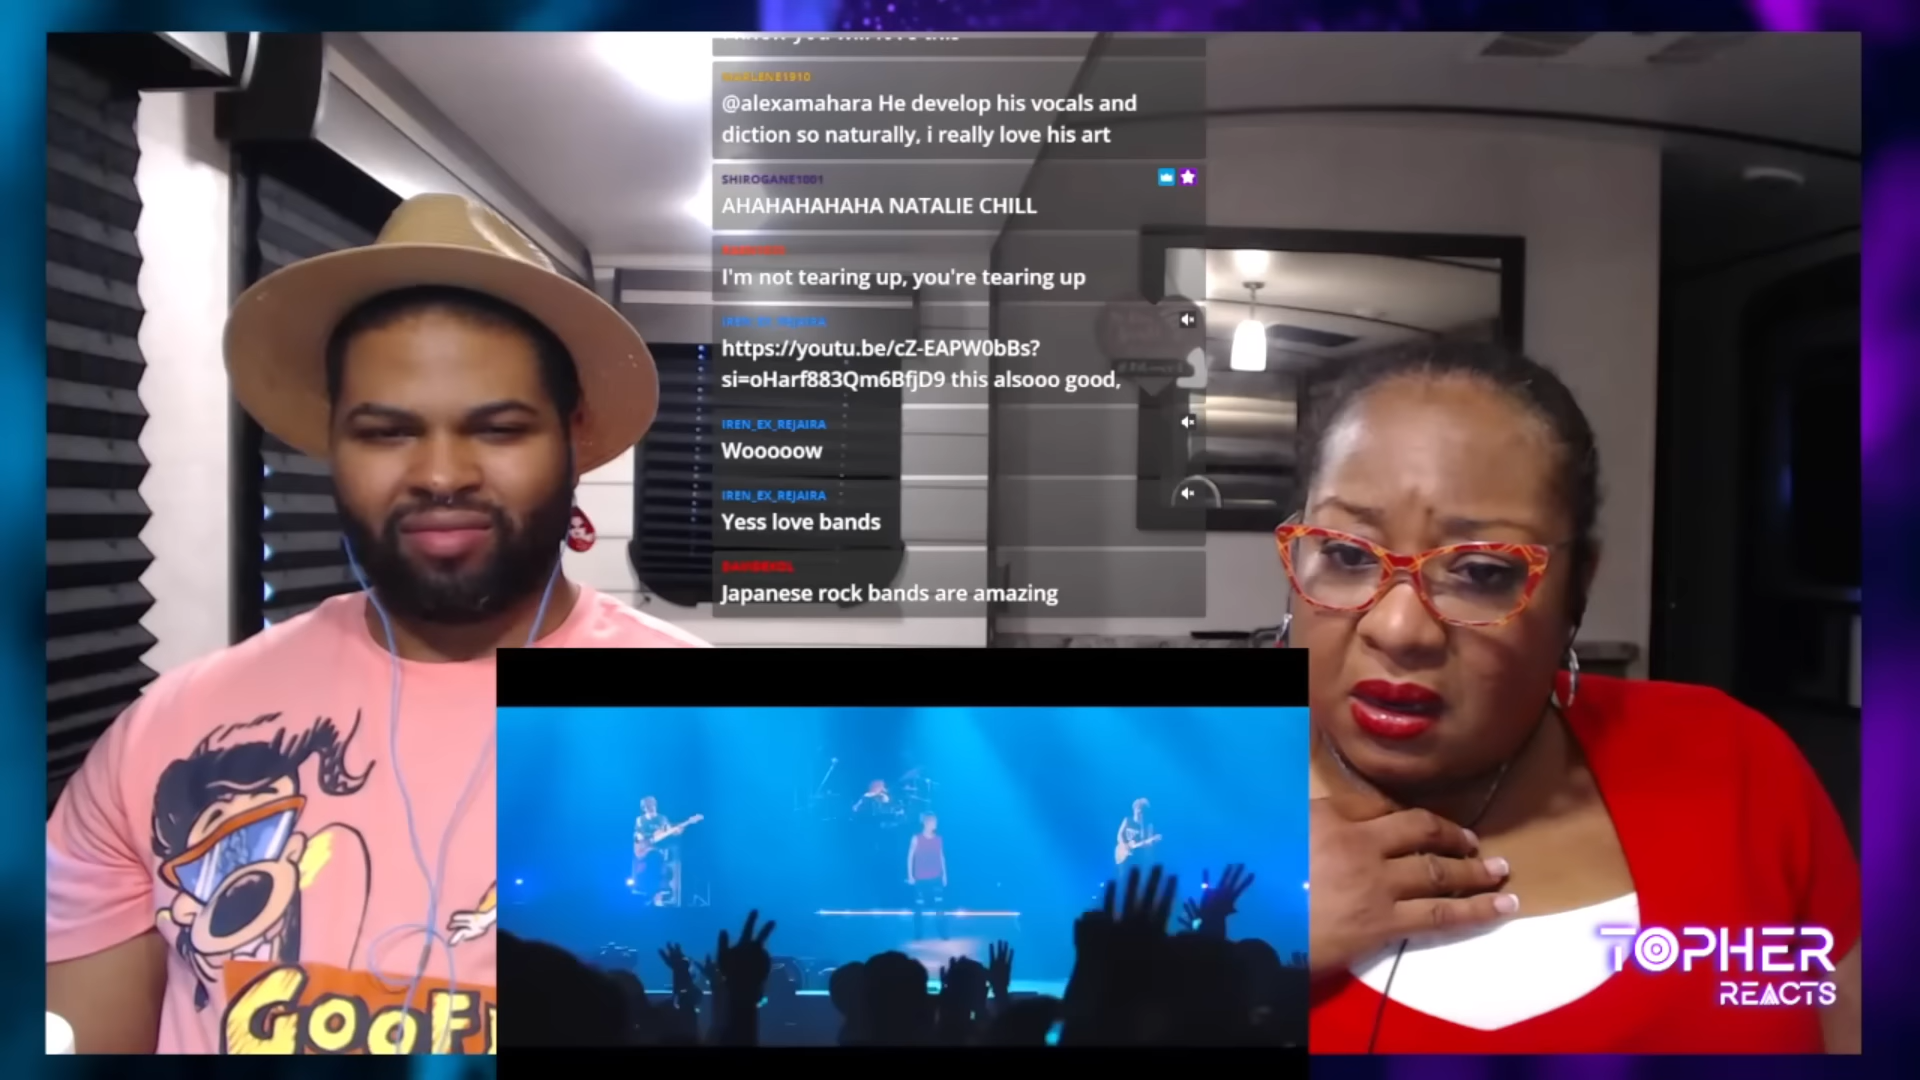 @alexamahara He develop his vocals and
diction so naturally, i really love his art
SHIROGANE1001
AHAHAHAHAHA NATALIE CHILL
I'm not tearing up, you're tearing up
IREN_EX_REJAIRA
https://youtu.be/cZ-EAPW0bBs?
si=oHarf883Qm6BfjD9 this alsooo good,
IREN_EX_REJAIRA
Wooooow
IREN_EX_REJAIRA
Yess love bands
Japanese rock bands are amazing
GOOF
TOPHER
REACTS